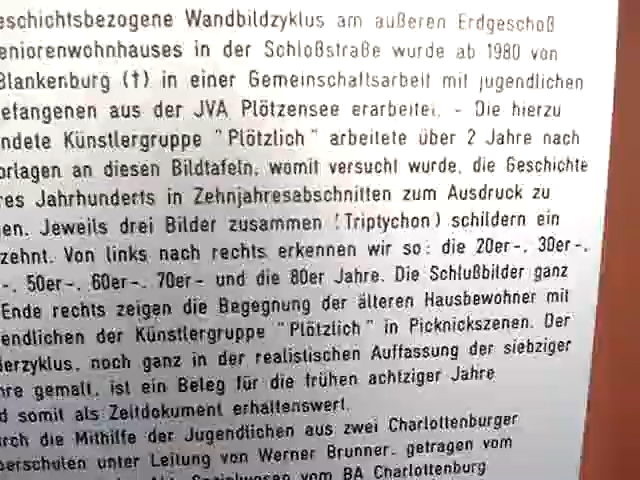 eschichtsbezogene Wandbildzyklus am äußeren Erdgeschoß
eniorenwohnhauses in der Schloßstraße wurde ab 1980 von
Blankenburg (†) in einer Gemeinschaftsarbeit mit jugendlichen
efangenen aus der JVA Plötzensee erarbeitet. - Die hierzu
ndete Künstlergruppe "Plötzlich" arbeitete über 2 Jahre nach
orlagen an diesen Bildtafeln, womit versucht wurde, die Geschichte
res Jahrhunderts in Zehnjahresabschnitten zum Ausdruck zu
en. Jeweils drei Bilder zusammen (Triptychon) schildern ein
zehnt. Von links nach rechts erkennen wir so: die 20er-, 30er-,
-, 50er-, 60er-, 70er- und die 80er Jahre. Die Schlußbilder ganz
Ende rechts zeigen die Begegnung der älteren Hausbewohner mit
endlichen der Künstlergruppe "Plötzlich" in Picknickszenen. Der
erzyklus, noch ganz in der realistischen Auffassung der siebziger
hre gemalt, ist ein Beleg für die frühen achtziger Jahre
d somit als Zeitdokument erhaltenswert.
rch die Mithilfe der Jugendlichen aus zwei Charlottenburger
berschulen unter Leitung von Werner Brunner, getragen vom
Sozialwesen vom BA Charlottenburg